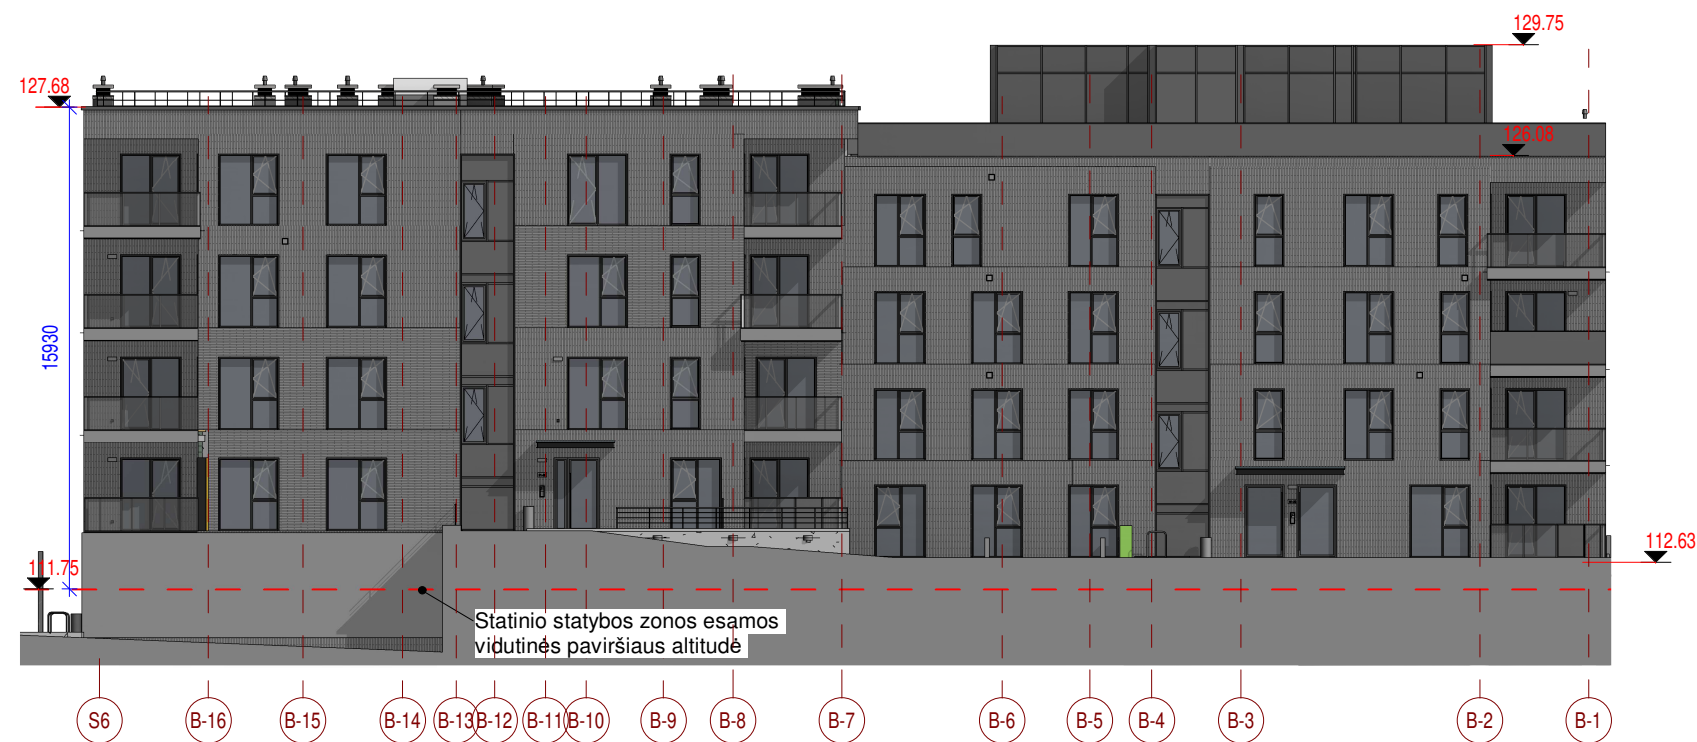 129.75
127.68
126.08
15930
112.63
111.75
Statinio statybos zonos esamos
vidutinės paviršiaus altitudė
S6 B-16 B-15 B-14 B-13 B-12 B-11 B-10 B-9 B-8 B-7 B-6 B-5 B-4 B-3 B-2 B-1